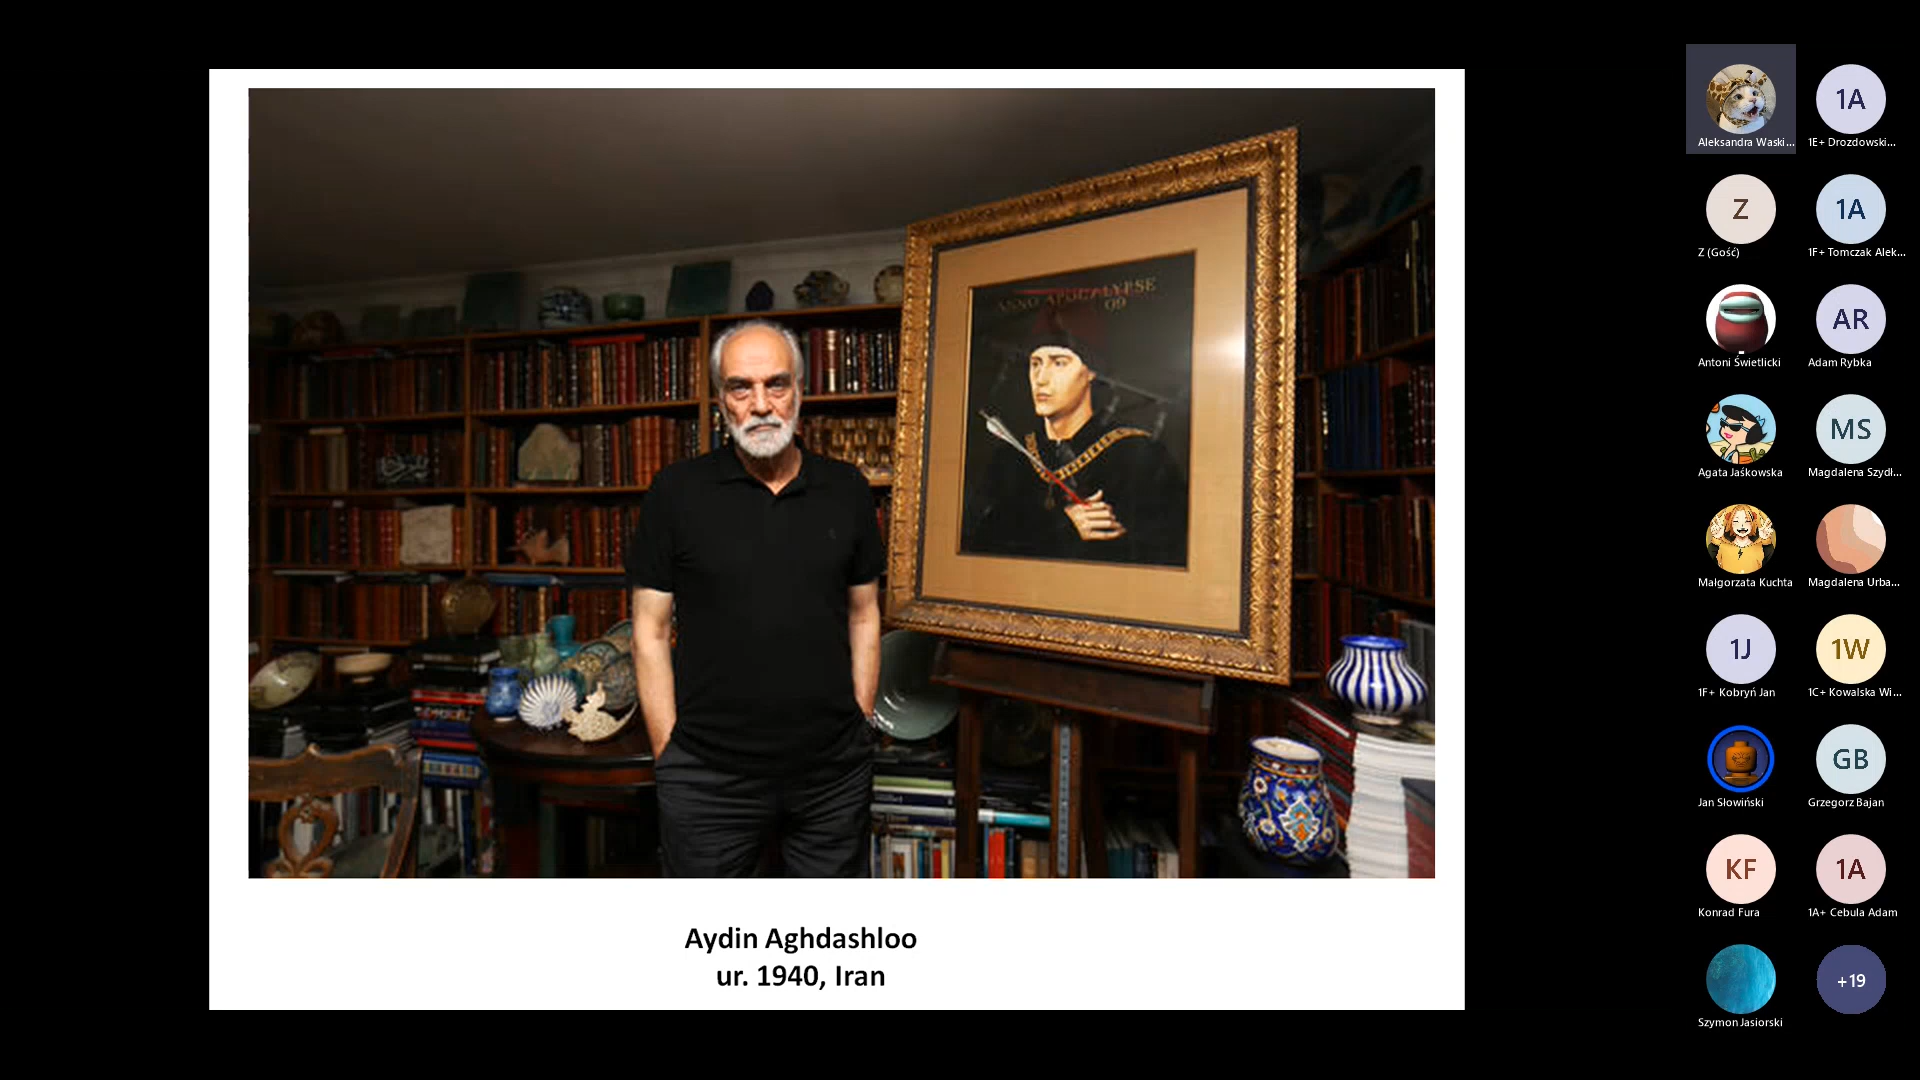 ANNO APOCALYPSE
09
Aydin Aghdashloo
ur. 1940, Iran
Aleksandra Waski...
1A
1E+ Drozdowski...
Z
Z (Gość)
1A
1F+ Tomczak Alek...
Antoni Świetlicki
AR
Adam Rybka
Agata Jaśkowska
MS
Magdalena Szydł...
Małgorzata Kuchta
Magdalena Urba...
1J
1F+ Kobryń Jan
1W
1C+ Kowalska Wi...
Jan Słowiński
GB
Grzegorz Bajan
KF
Konrad Fura
1A
1A+ Cebula Adam
Szymon Jasiorski
+19